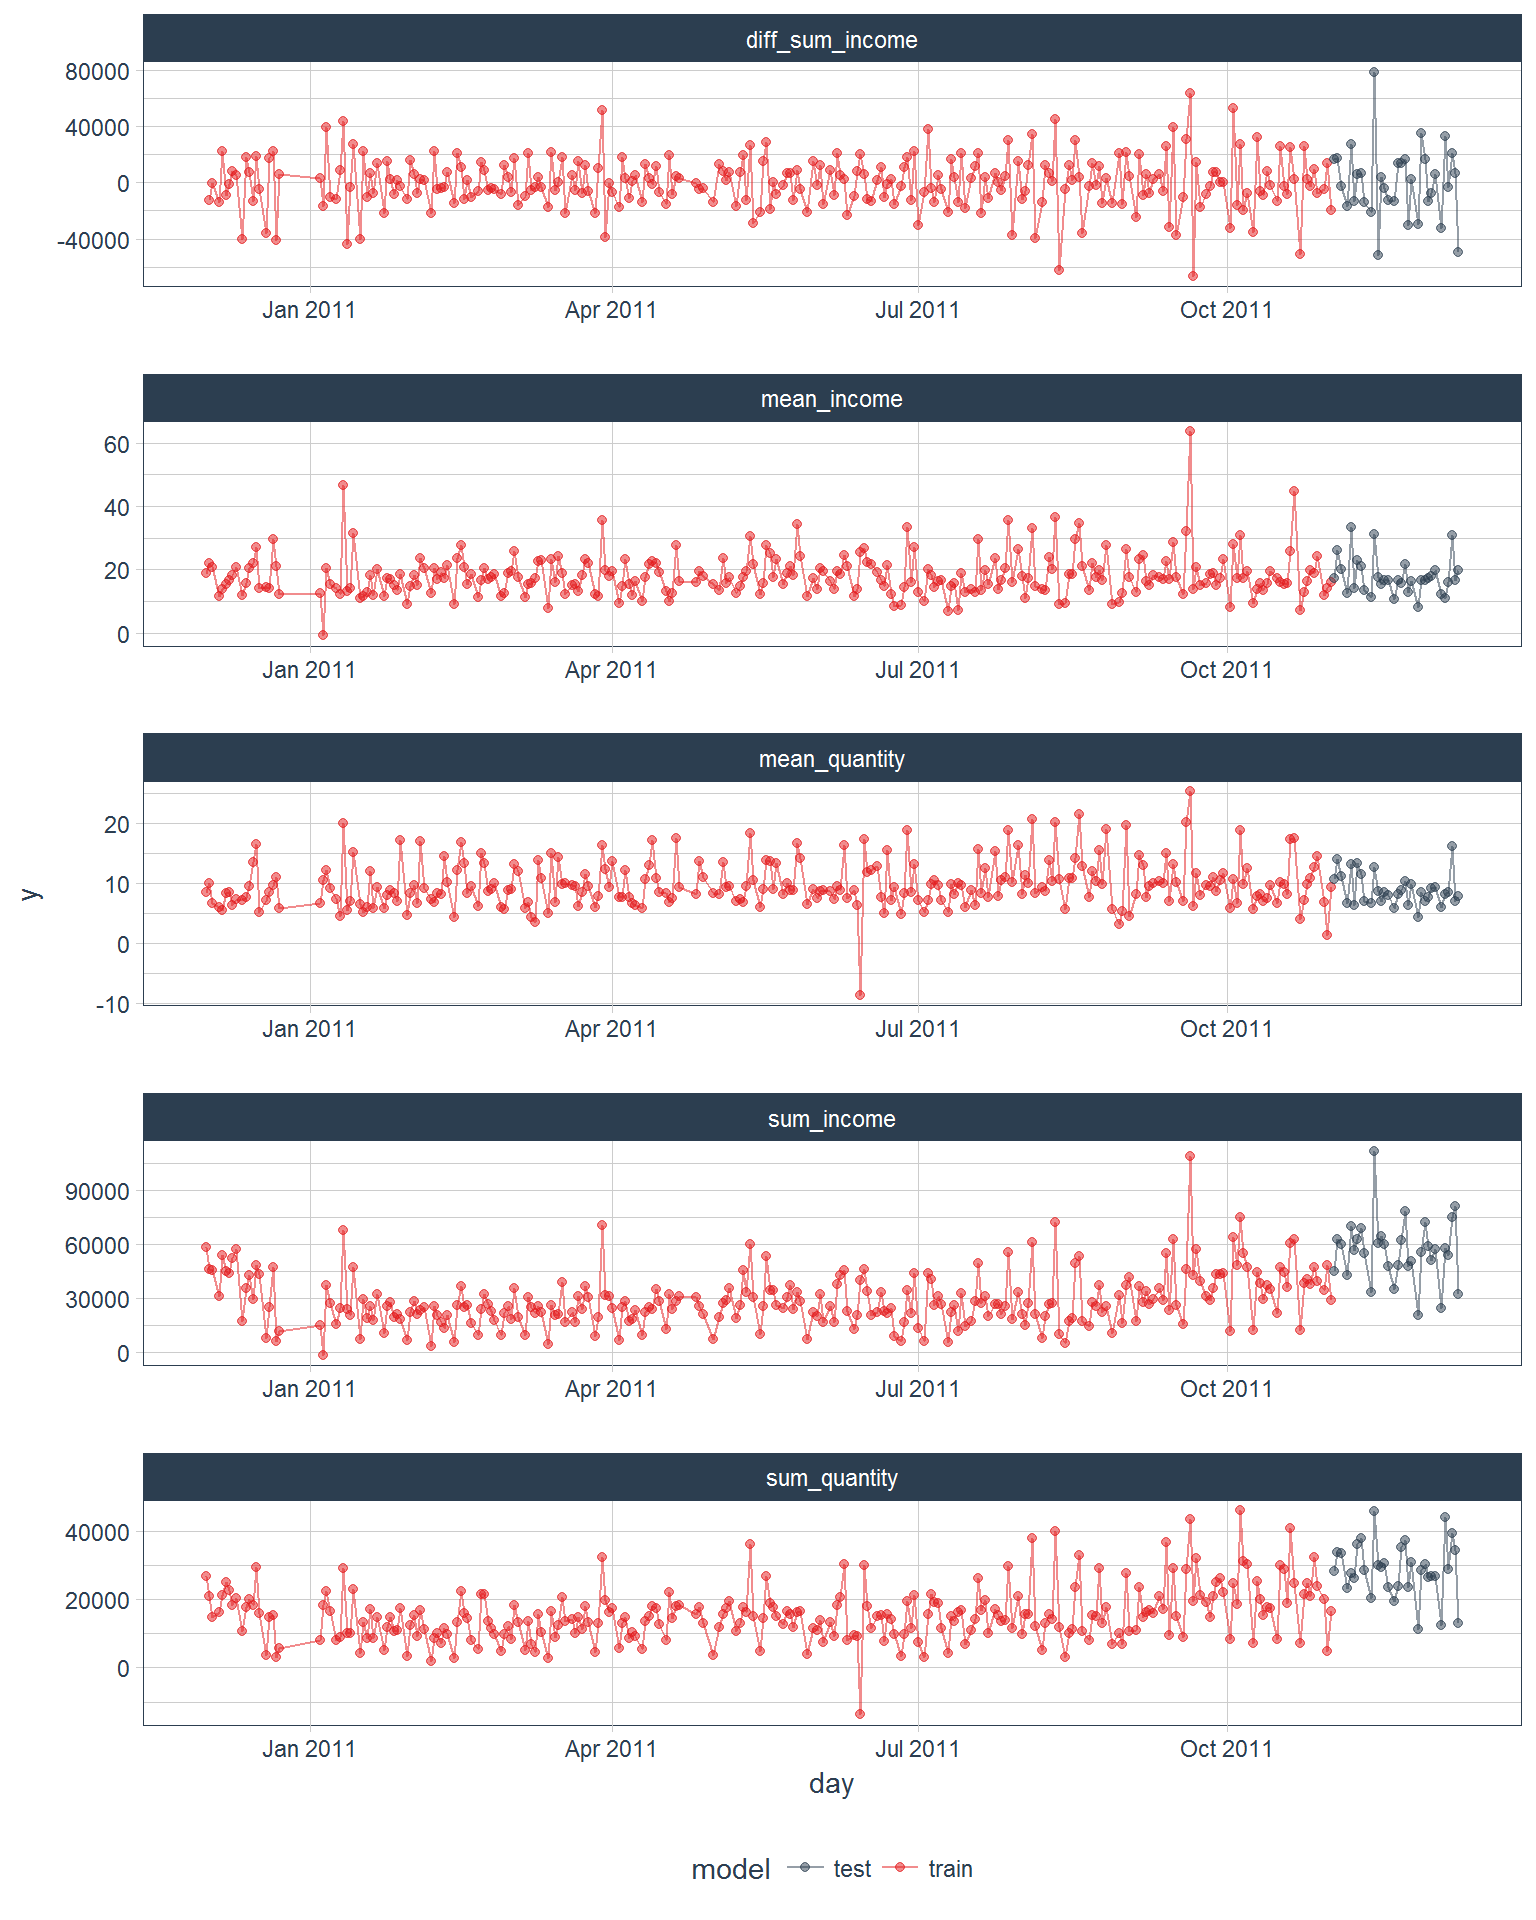 diff_sum_income
80000
40000
0
-40000
Jan 2011 Apr 2011 Jul 2011 Oct 2011
mean_income
60
40
20
0
Jan 2011 Apr 2011 Jul 2011 Oct 2011
mean_quantity
20
10
0
-10
Jan 2011 Apr 2011 Jul 2011 Oct 2011
y
sum_income
90000
60000
30000
0
Jan 2011 Apr 2011 Jul 2011 Oct 2011
sum_quantity
40000
20000
0
Jan 2011 Apr 2011 Jul 2011 Oct 2011
day
model test train